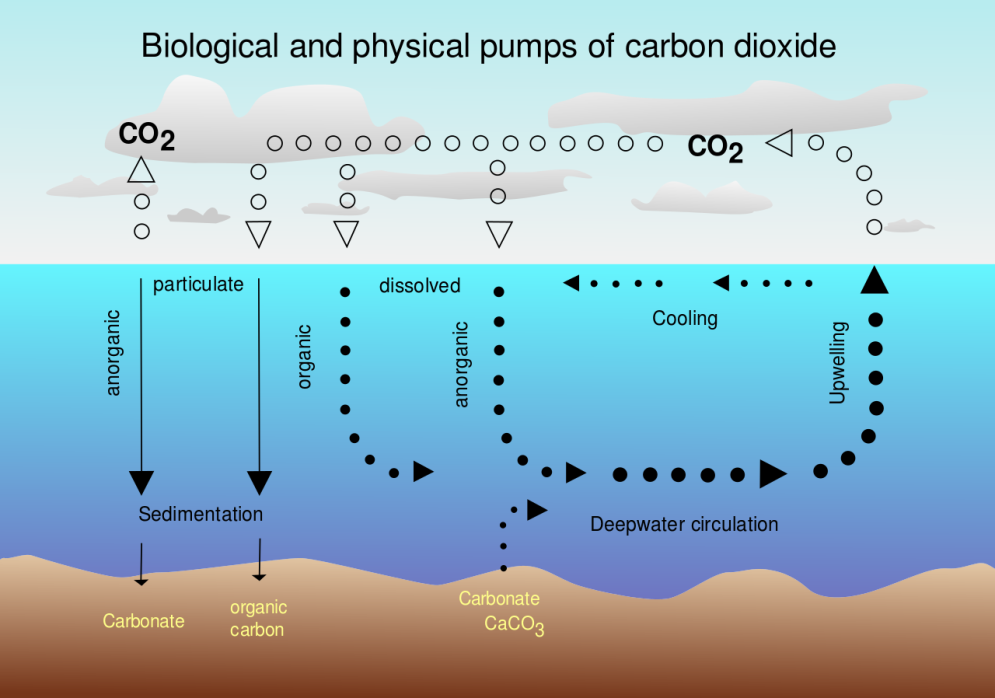 Biological and physical pumps of carbon dioxide
CO2
CO2
particulate
dissolved
Cooling
anorganic
organic
anorganic
Upwelling
Sedimentation
Deepwater circulation
Carbonate
organic
carbon
Carbonate
CaCO3